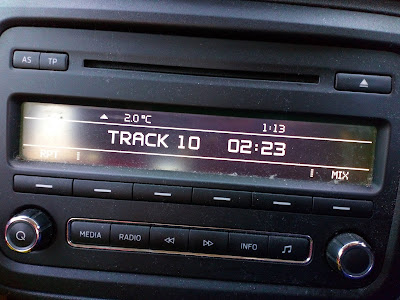 AS TP
2.0°C 1:13
TRACK 10 02:23
RPT MIX
MEDIA RADIO INFO